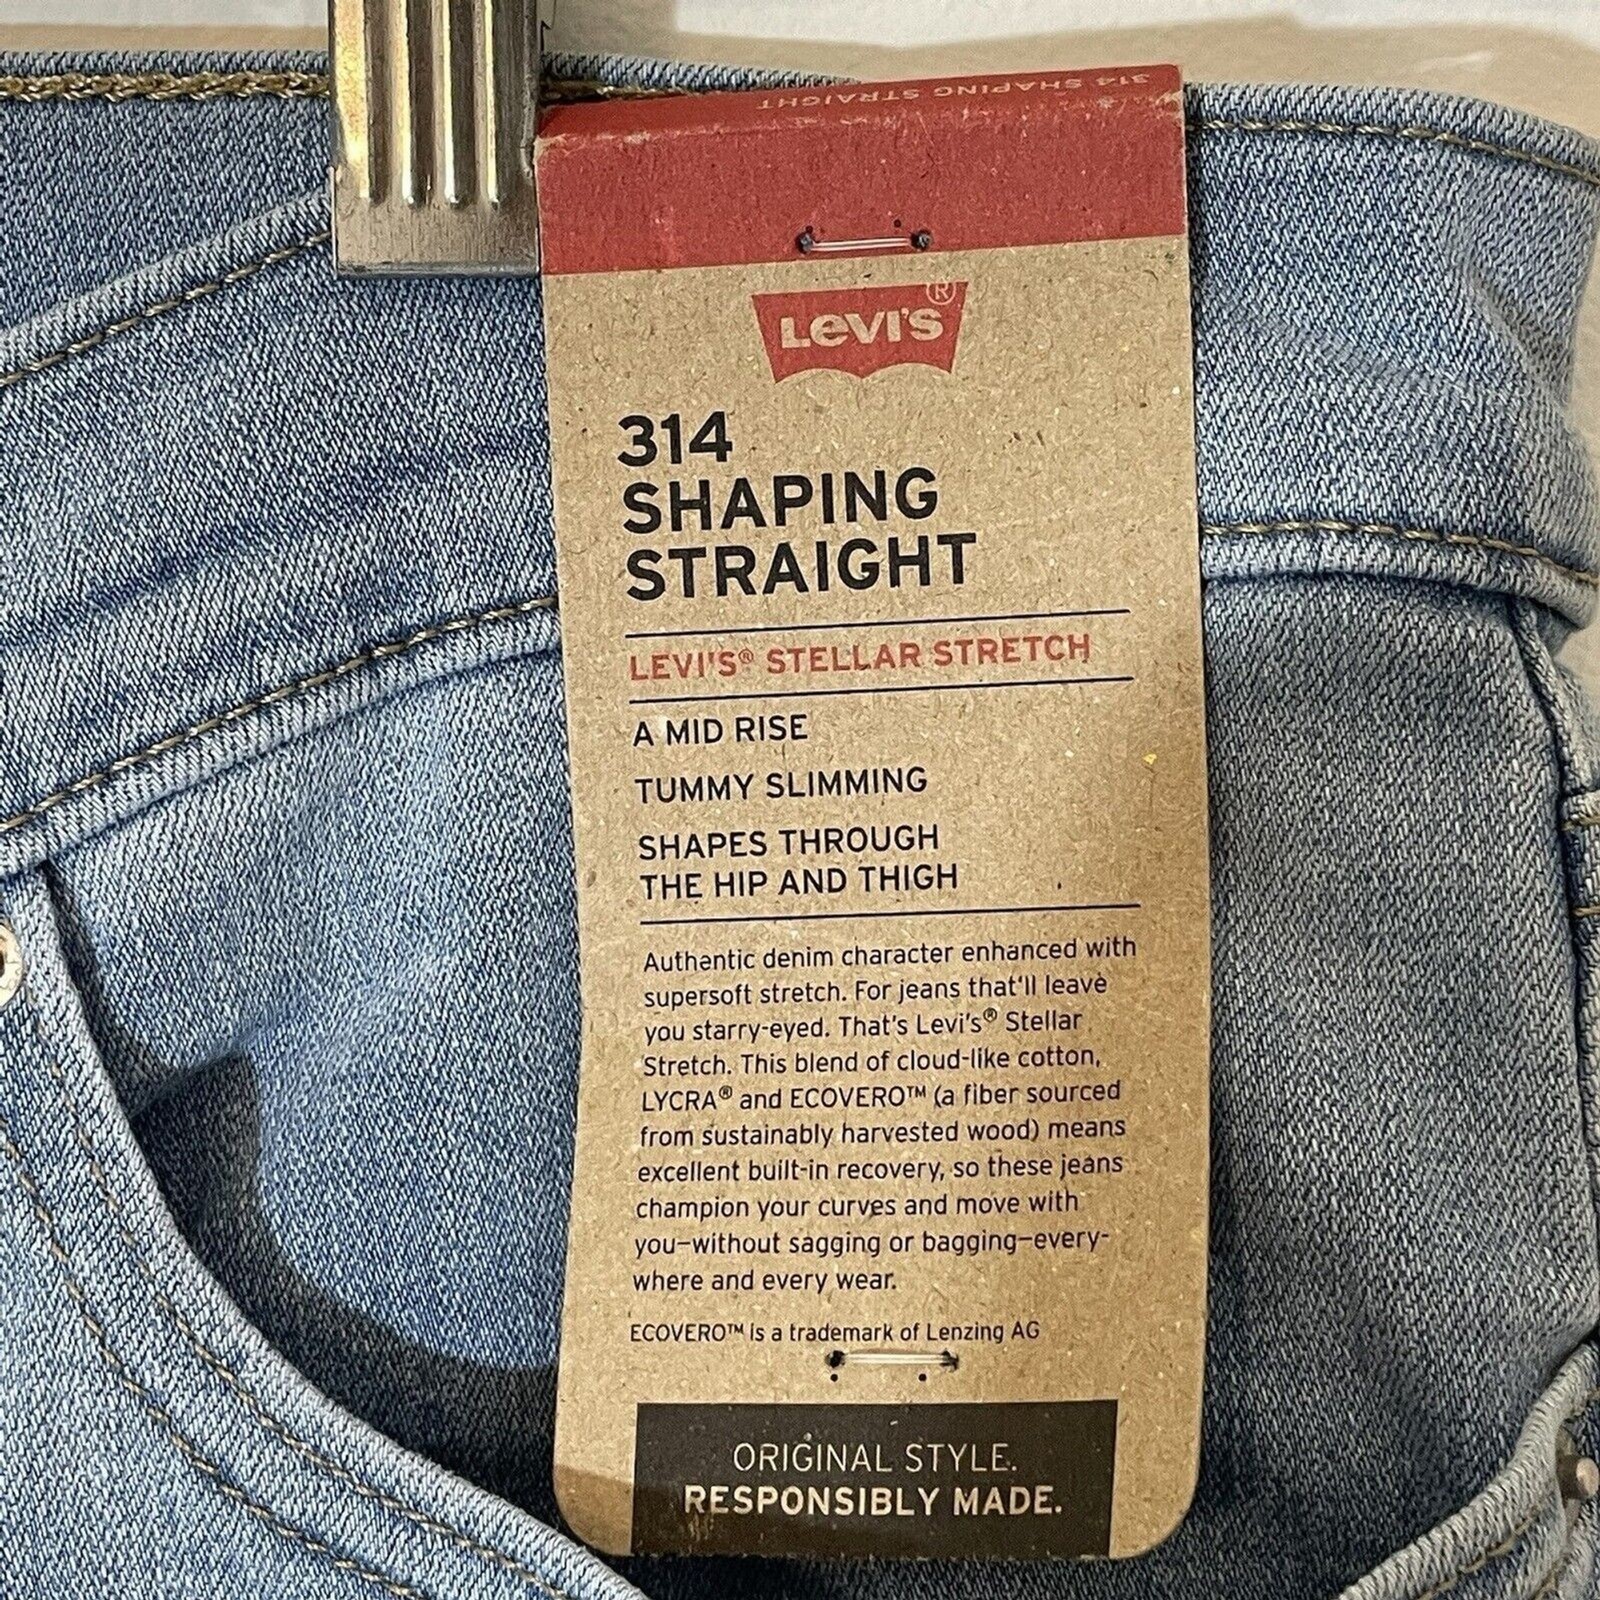 314 SHAPING STRAIGHT
LEVI'S®
314
SHAPING
STRAIGHT
LEVI'S® STELLAR STRETCH
A MID RISE
TUMMY SLIMMING
SHAPES THROUGH
THE HIP AND THIGH
Authentic denim character enhanced with
supersoft stretch. For jeans that'll leave
you starry-eyed. That's Levi's® Stellar
Stretch. This blend of cloud-like cotton,
LYCRA® and ECOVERO™ (a fiber sourced
from sustainably harvested wood) means
excellent built-in recovery, so these jeans
champion your curves and move with
you—without sagging or bagging—every-
where and every wear.
ECOVERO™ is a trademark of Lenzing AG
ORIGINAL STYLE.
RESPONSIBLY MADE.